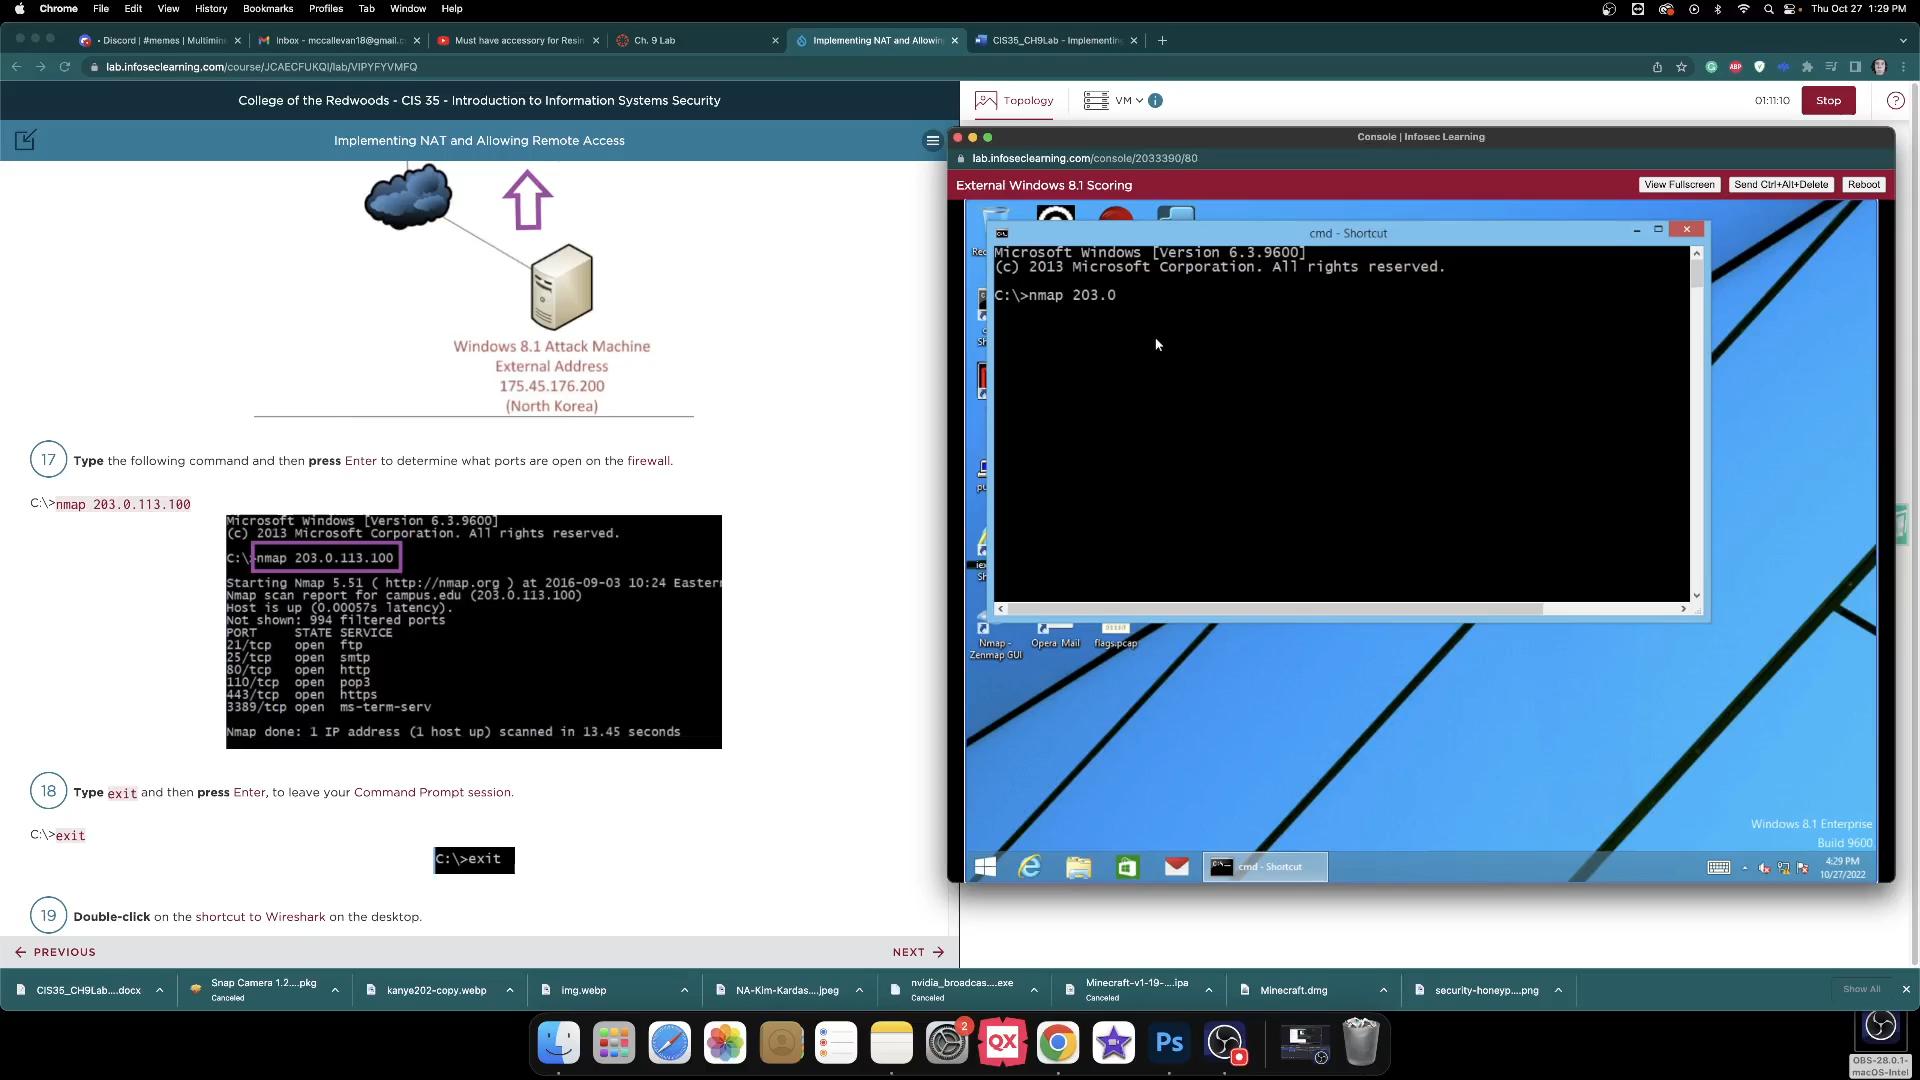 Chrome File Edit View History Bookmarks Profiles Tab Window Help
Thu Oct 27 1:29 PM
• Discord | #memes | Multimin
Inbox - mccallevan18@gmail.c
Must have accessory for Resin
Ch. 9 Lab
Implementing NAT and Allowin
CIS35_CH9Lab - Implementing
lab.infoseclearning.com/course/JCAECFUKQI/lab/VIPYFYVMFQ
ABP
College of the Redwoods - CIS 35 - Introduction to Information Systems Security
Implementing NAT and Allowing Remote Access
Windows 8.1 Attack Machine
External Address
175.45.176.200
(North Korea)
17
Type the following command and then press Enter to determine what ports are open on the firewall.
C:\>nmap 203.0.113.100
Microsoft Windows [Version 6.3.9600]
(c) 2013 Microsoft Corporation. All rights reserved.
C:\>nmap 203.0.113.100
Starting Nmap 5.51 ( http://nmap.org ) at 2016-09-03 10:24 Eastern
Nmap scan report for campus.edu (203.0.113.100)
Host is up (0.00057s latency).
Not shown: 994 filtered ports
PORT STATE SERVICE
21/tcp open ftp
25/tcp open smtp
80/tcp open http
110/tcp open pop3
443/tcp open https
3389/tcp open ms-term-serv
Nmap done: 1 IP address (1 host up) scanned in 13.45 seconds
18
Type exit and then press Enter, to leave your Command Prompt session.
C:\>exit
C:\>exit
19
Double-click on the shortcut to Wireshark on the desktop.
PREVIOUS
NEXT
Topology
VM
01:11:10
Stop
Console | Infosec Learning
lab.infoseclearning.com/console/2033390/80
External Windows 8.1 Scoring
View Fullscreen
Send Ctrl+Alt+Delete
Reboot
cmd - Shortcut
Microsoft Windows [Version 6.3.9600]
(c) 2013 Microsoft Corporation. All rights reserved.
C:\>nmap 203.0
Nmap - Zenmap GUI
Opera_Mail
flags.pcap
Windows 8.1 Enterprise
Build 9600
cmd - Shortcut
4:29 PM
10/27/2022
CIS35_CH9Lab....docx
Snap Camera 1.2....pkg
Canceled
kanye202-copy.webp
img.webp
NA-Kim-Kardas....jpeg
nvidia_broadcas....exe
Canceled
Minecraft-v1-19-....ipa
Canceled
Minecraft.dmg
security-honeyp....png
Show All
2
QX
Ps
OBS-28.0.1-
macOS-Intel